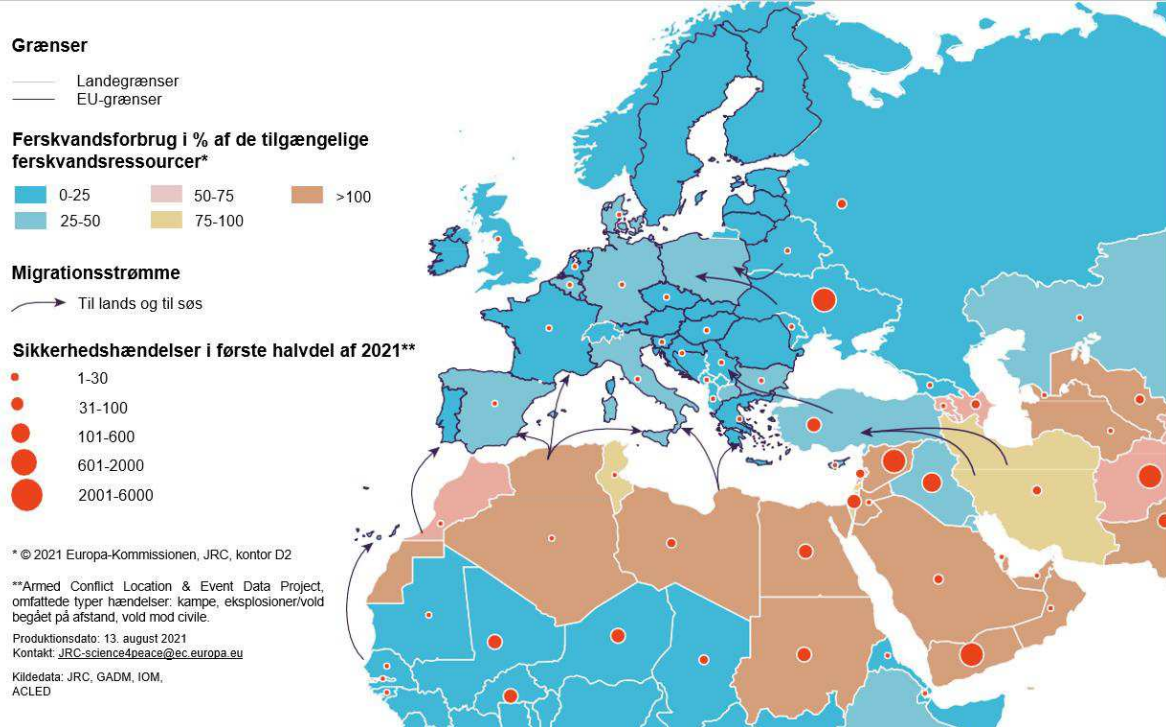 Grænser
Landegrænser
EU-grænser
Ferskvandsforbrug i % af de tilgængelige
ferskvandsressourcer*
0-25
50-75
>100
25-50
75-100
Migrationsstrømme
Til lands og til søs
Sikkerhedshændelser i første halvdel af 2021**
1-30
31-100
101-600
601-2000
2001-6000
* © 2021 Europa-Kommissionen, JRC, kontor D2
**Armed Conflict Location & Event Data Project,
omfattede typer hændelser: kampe, eksplosioner/vold
begået på afstand, vold mod civile.
Produktionsdato: 13. august 2021
Kontakt: JRC-science4peace@ec.europa.eu
Kildedata: JRC, GADM, IOM,
ACLED